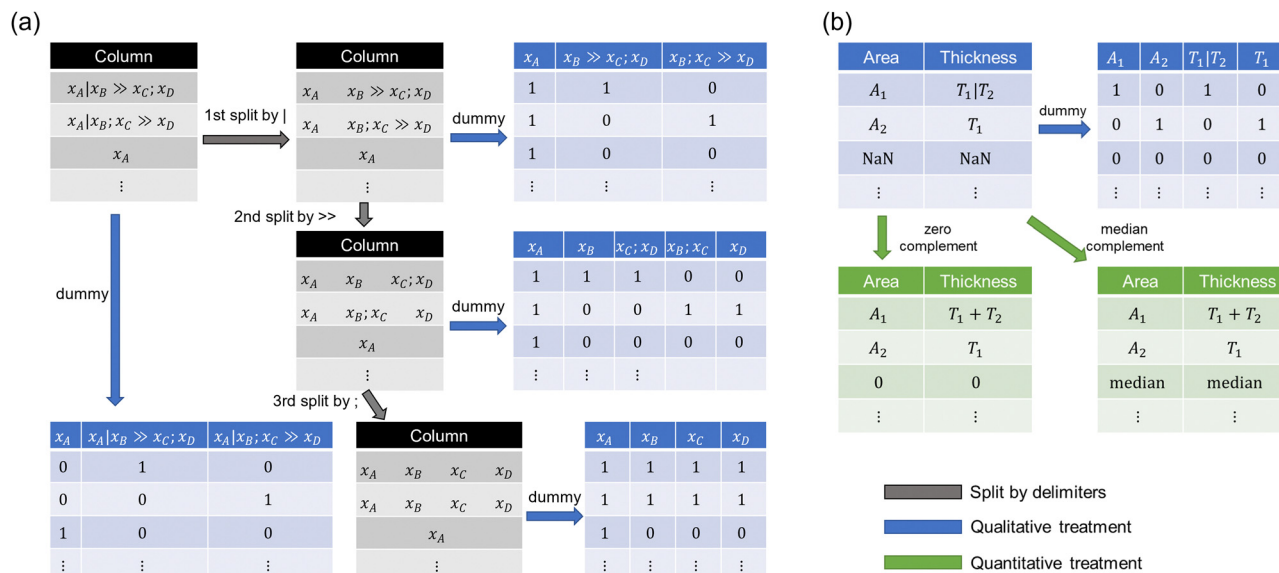 (a)
Column
x_A|x_B ≫ x_C; x_D
x_A|x_B; x_C ≫ x_D
x_A
⋮
1st split by |
Column
x_A x_B ≫ x_C; x_D
x_A x_B; x_C ≫ x_D
x_A
⋮
dummy
x_A x_B ≫ x_C; x_D x_B; x_C ≫ x_D
1 1 0
1 0 1
1 0 0
⋮ ⋮ ⋮
2nd split by >>
Column
x_A x_B x_C; x_D
x_A x_B; x_C x_D
x_A
⋮
dummy
x_A x_B x_C; x_D x_B; x_C x_D
1 1 1 0 0
1 0 0 1 1
1 0 0 0 0
⋮ ⋮ ⋮
dummy
x_A x_A|x_B ≫ x_C; x_D x_A|x_B; x_C ≫ x_D
0 1 0
0 0 1
1 0 0
⋮ ⋮ ⋮
3rd split by ;
Column
x_A x_B x_C x_D
x_A x_B x_C x_D
x_A
⋮
dummy
x_A x_B x_C x_D
1 1 1 1
1 1 1 1
1 0 0 0
⋮ ⋮ ⋮ ⋮
(b)
Area Thickness
A_1 T_1|T_2
A_2 T_1
NaN NaN
⋮ ⋮
dummy
A_1 A_2 T_1|T_2 T_1
1 0 1 0
0 1 0 1
0 0 0 0
⋮ ⋮ ⋮ ⋮
zero
complement
median
complement
Area Thickness
A_1 T_1 + T_2
A_2 T_1
0 0
⋮ ⋮
Area Thickness
A_1 T_1 + T_2
A_2 T_1
median median
⋮ ⋮
Split by delimiters
Qualitative treatment
Quantitative treatment